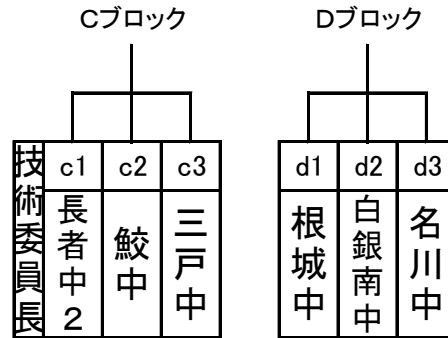 Cブロック
Dブロック
技術委員長
c1
c2
c3
長者中2
鮫中
三戸中
d1
d2
d3
根城中
白銀南中
名川中